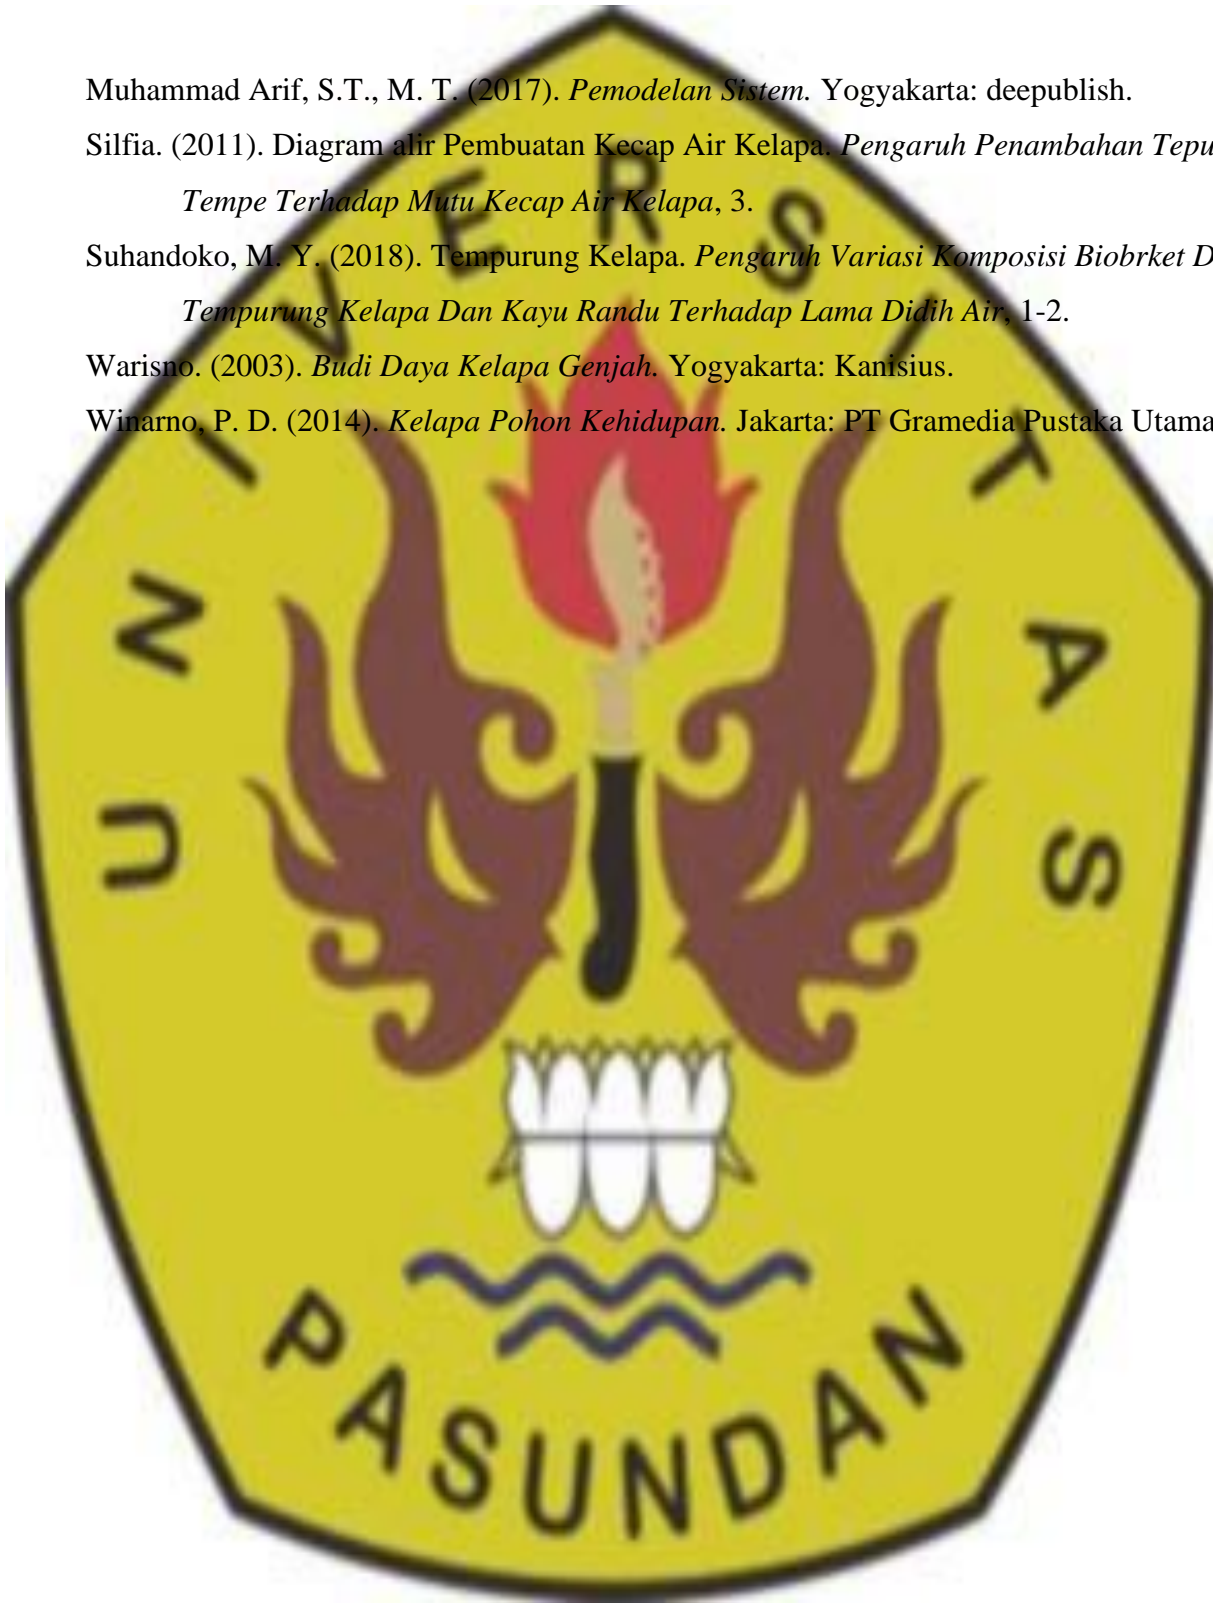 Muhammad Arif, S.T., M. T. (2017). Pemodelan Sistem. Yogyakarta: deepublish.
Silfia. (2011). Diagram alir Pembuatan Kecap Air Kelapa. Pengaruh Penambahan Tepu
Tempe Terhadap Mutu Kecap Air Kelapa, 3.
Suhandoko, M. Y. (2018). Tempurung Kelapa. Pengaruh Variasi Komposisi Biobrket D
Tempurung Kelapa Dan Kayu Randu Terhadap Lama Didih Air, 1-2.
Warisno. (2003). Budi Daya Kelapa Genjah. Yogyakarta: Kanisius.
Winarno, P. D. (2014). Kelapa Pohon Kehidupan. Jakarta: PT Gramedia Pustaka Utama
UNIVERSITAS
PASUNDAN